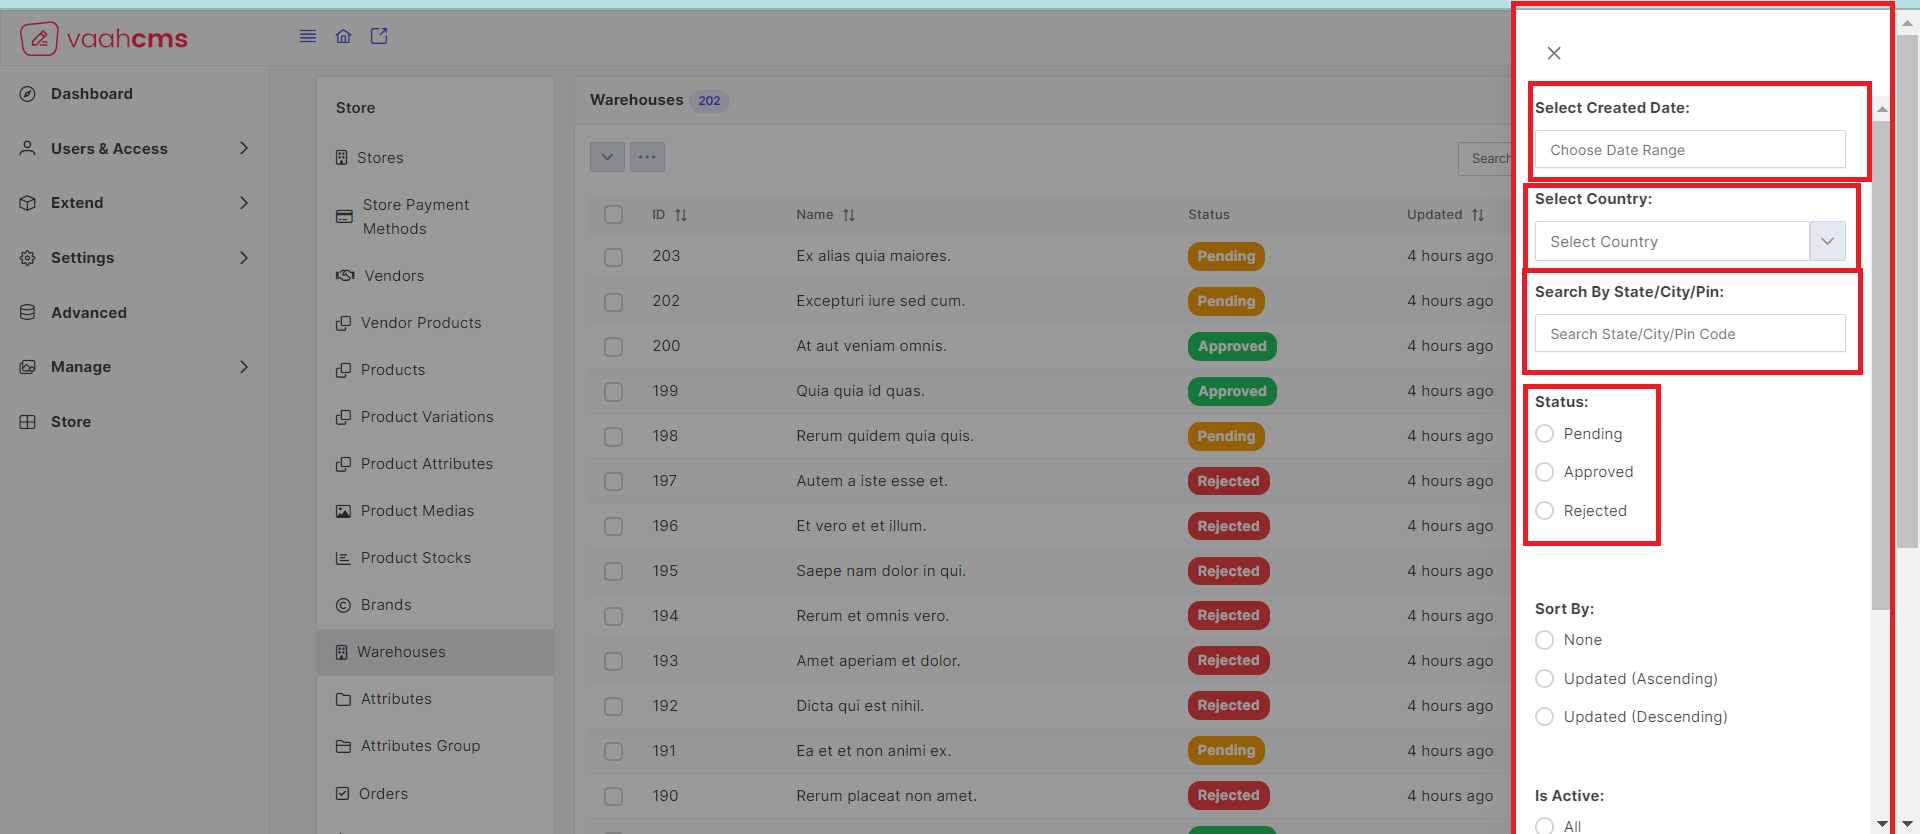 vaahcms
Dashboard
Users & Access
Extend
Settings
Advanced
Manage
Store
Store
Stores
Store Payment
Methods
Vendors
Vendor Products
Products
Product Variations
Product Attributes
Product Medias
Product Stocks
Brands
Warehouses
Attributes
Attributes Group
Orders
Warehouses 202
Search
ID Name Status Updated
203 Ex alias quia maiores. Pending 4 hours ago
202 Excepturi iure sed cum. Pending 4 hours ago
200 At aut veniam omnis. Approved 4 hours ago
199 Quia quia id quas. Approved 4 hours ago
198 Rerum quidem quia quis. Pending 4 hours ago
197 Autem a iste esse et. Rejected 4 hours ago
196 Et vero et et illum. Rejected 4 hours ago
195 Saepe nam dolor in qui. Rejected 4 hours ago
194 Rerum et omnis vero. Rejected 4 hours ago
193 Amet aperiam et dolor. Rejected 4 hours ago
192 Dicta qui est nihil. Rejected 4 hours ago
191 Ea et et non animi ex. Pending 4 hours ago
190 Rerum placeat non amet. Rejected 4 hours ago
Select Created Date:
Choose Date Range
Select Country:
Select Country
Search By State/City/Pin:
Search State/City/Pin Code
Status:
Pending
Approved
Rejected
Sort By:
None
Updated (Ascending)
Updated (Descending)
Is Active:
All